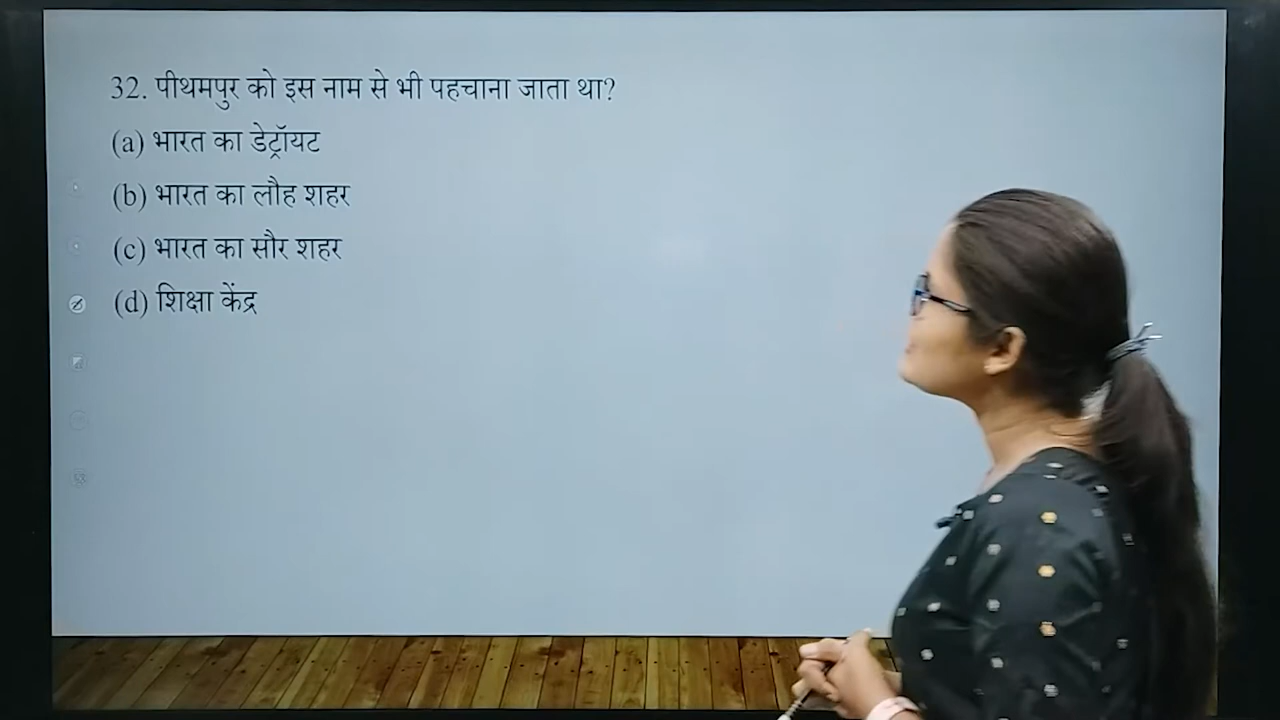 32. पीथमपुर को इस नाम से भी पहचाना जाता था?
(a) भारत का डेट्रॉयट
(b) भारत का लौह शहर
(c) भारत का सौर शहर
(d) शिक्षा केंद्र